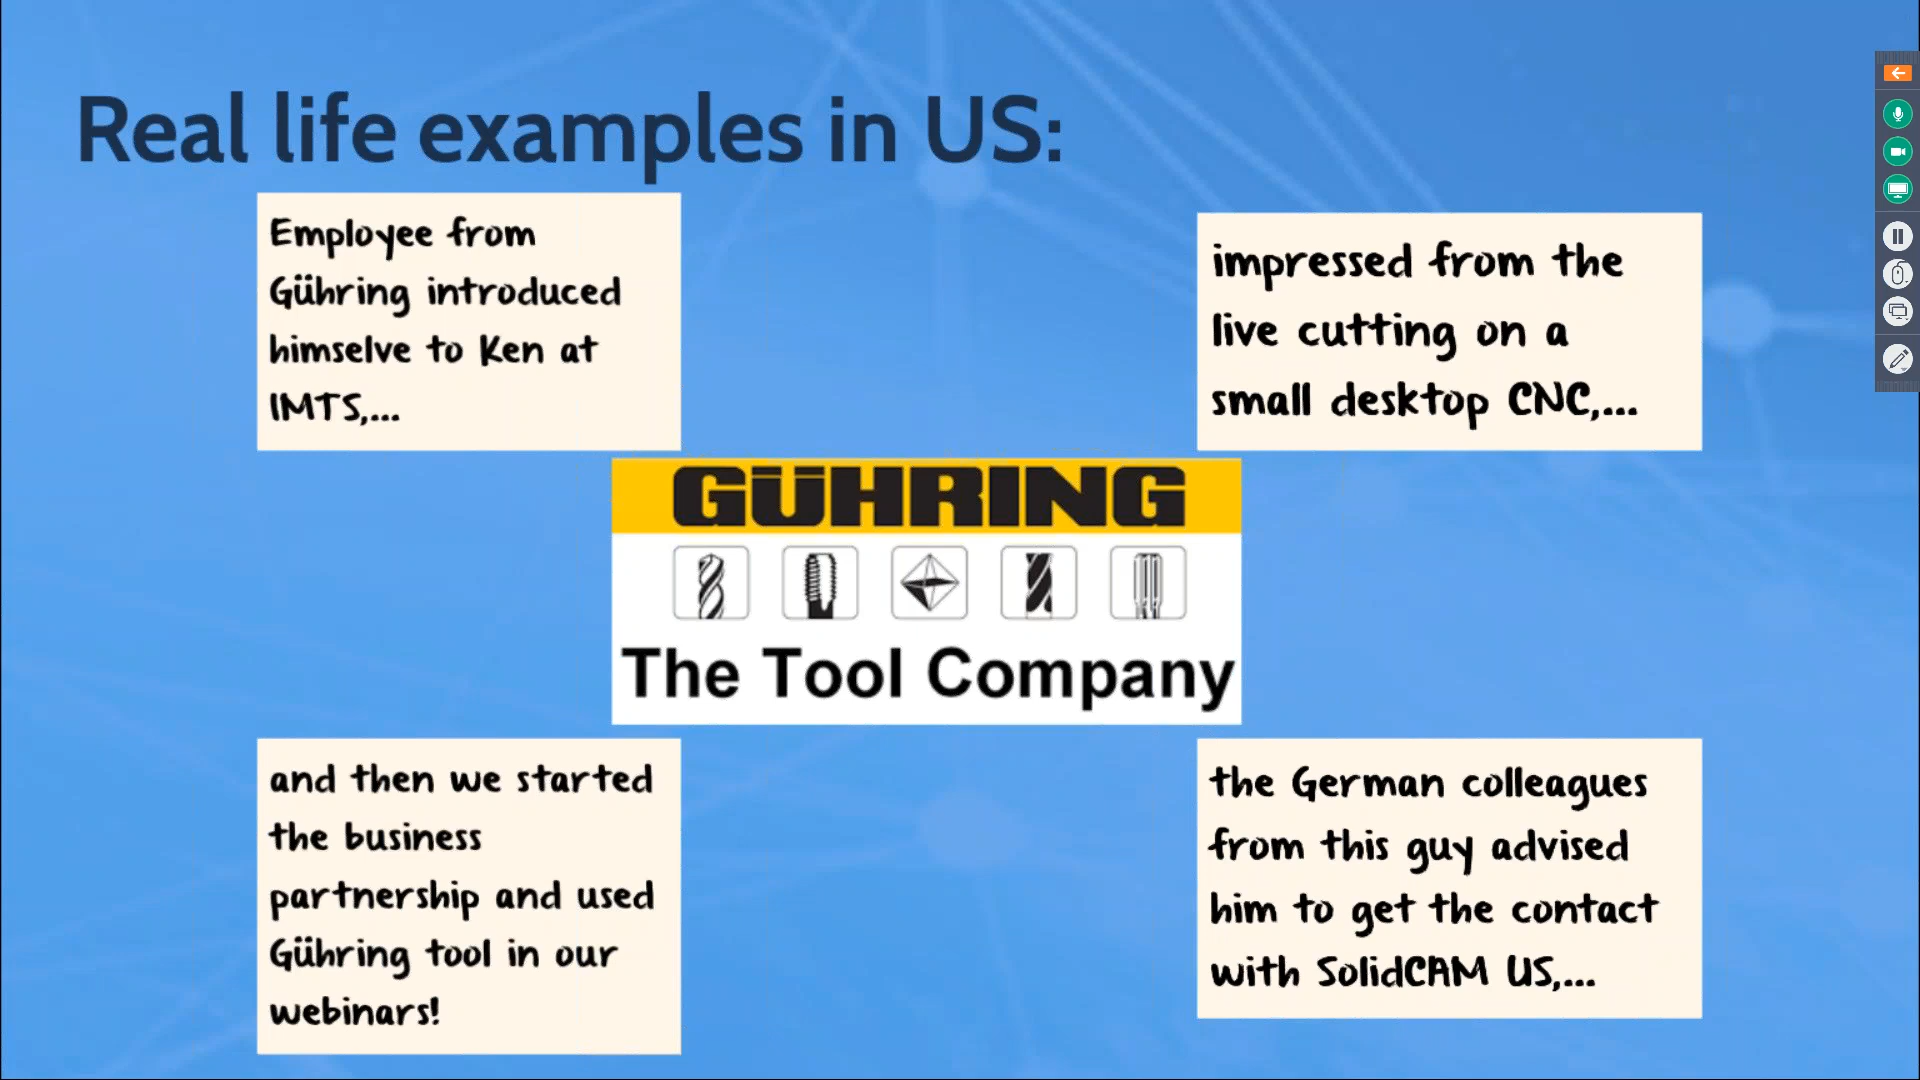 Real life examples in US:
Employee from
Gühring introduced
himselve to Ken at
IMTS,...
impressed from the
live cutting on a
small desktop CNC,...
GÜHRING
The Tool Company
and then we started
the business
partnership and used
Gühring tool in our
webinars!
the German colleagues
from this guy advised
him to get the contact
with SolidCAM US,...